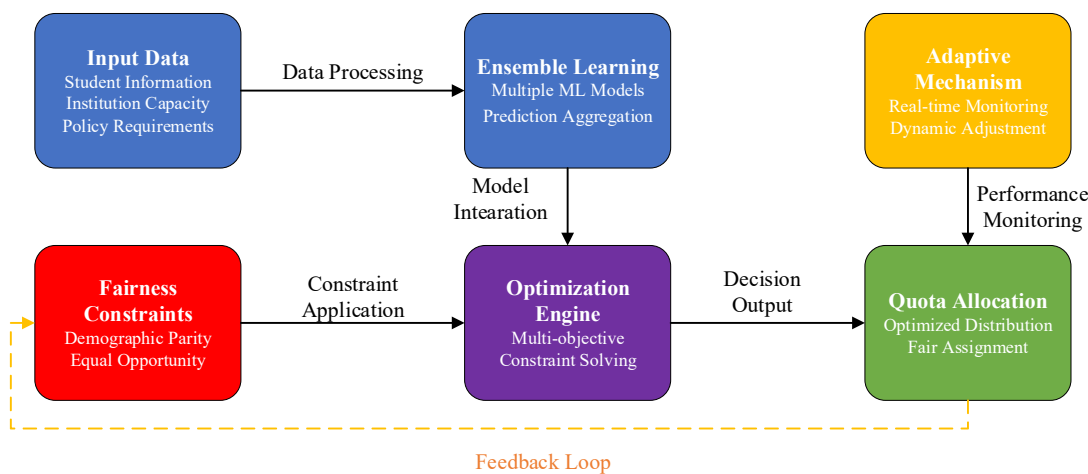 Input Data
Student Information
Institution Capacity
Policy Requirements
Data Processing
Ensemble Learning
Multiple ML Models
Prediction Aggregation
Adaptive
Mechanism
Real-time Monitoring
Dynamic Adjustment
Model
Intearation
Performance
Monitoring
Fairness
Constraints
Demographic Parity
Equal Opportunity
Constraint
Application
Optimization
Engine
Multi-objective
Constraint Solving
Decision
Output
Quota Allocation
Optimized Distribution
Fair Assignment
Feedback Loop